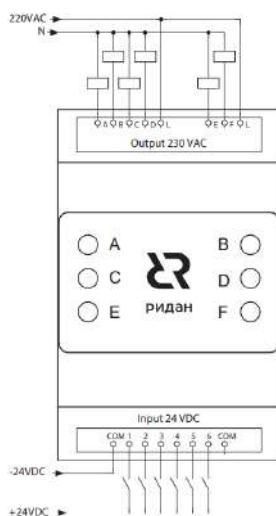 220VAC
N
A B C D L E F L
Output 230 VAC
A B
C D
E F
ридан
Input 24 VDC
COM 1 2 3 4 5 6 COM
-24VDC
+24VDC